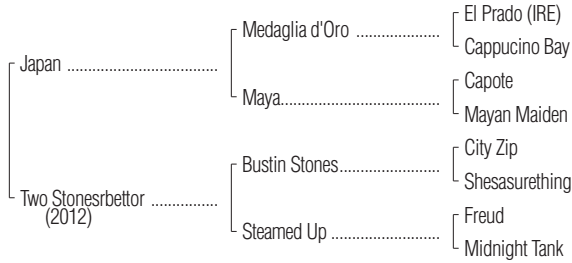 El Prado (IRE)
Medaglia d'Oro ..................
Cappucino Bay
Japan ................................
Capote
Maya..................................
Mayan Maiden
City Zip
Bustin Stones.....................
Shesasurething
Two Stonesrbettor ..............
(2012)
Freud
Steamed Up .......................
Midnight Tank